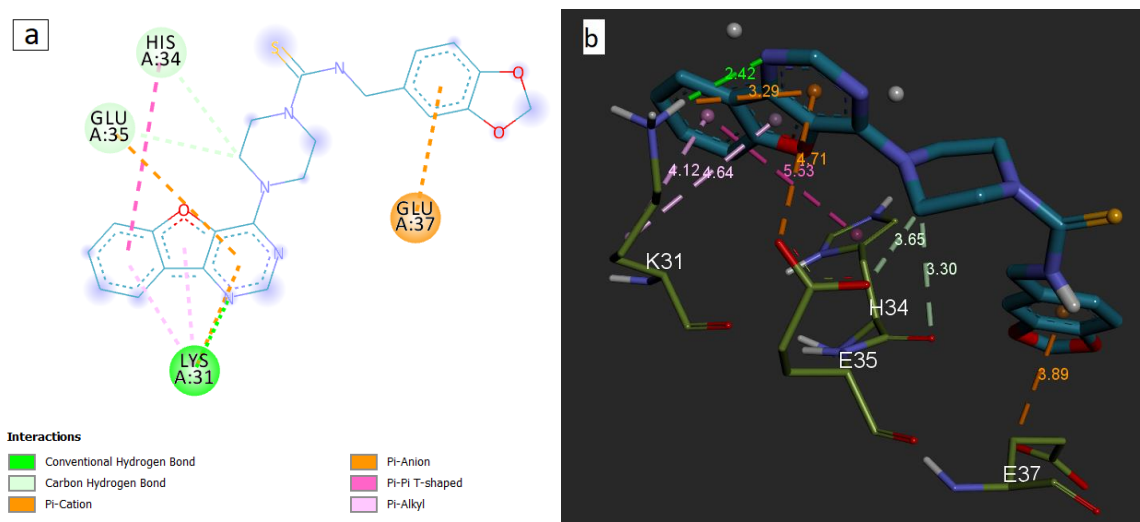 a
HIS
A:34
GLU
A:35
S
N
N
O
O
N
GLU
A:37
O
N
N
LYS
A:31
Interactions
Conventional Hydrogen Bond
Carbon Hydrogen Bond
Pi-Cation
Pi-Anion
Pi-Pi T-shaped
Pi-Alkyl
b
2.42
3.29
4.12
4.64
4.71
5.53
3.65
3.30
K31
H34
E35
3.89
E37